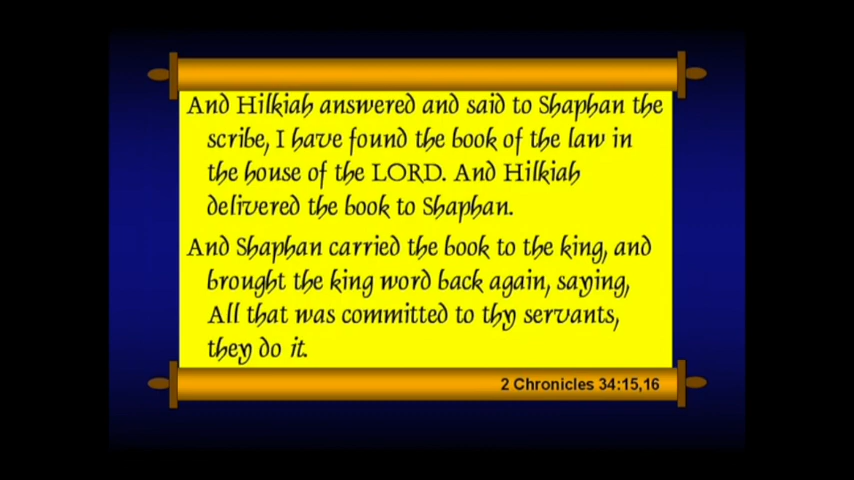 And Hilkiah answered and said to Shaphan the
scribe, I have found the book of the law in
the house of the LORD. And Hilkiah
delivered the book to Shaphan.
And Shaphan carried the book to the king, and
brought the king word back again, saying,
All that was committed to thy servants,
they do it.
2 Chronicles 34:15,16